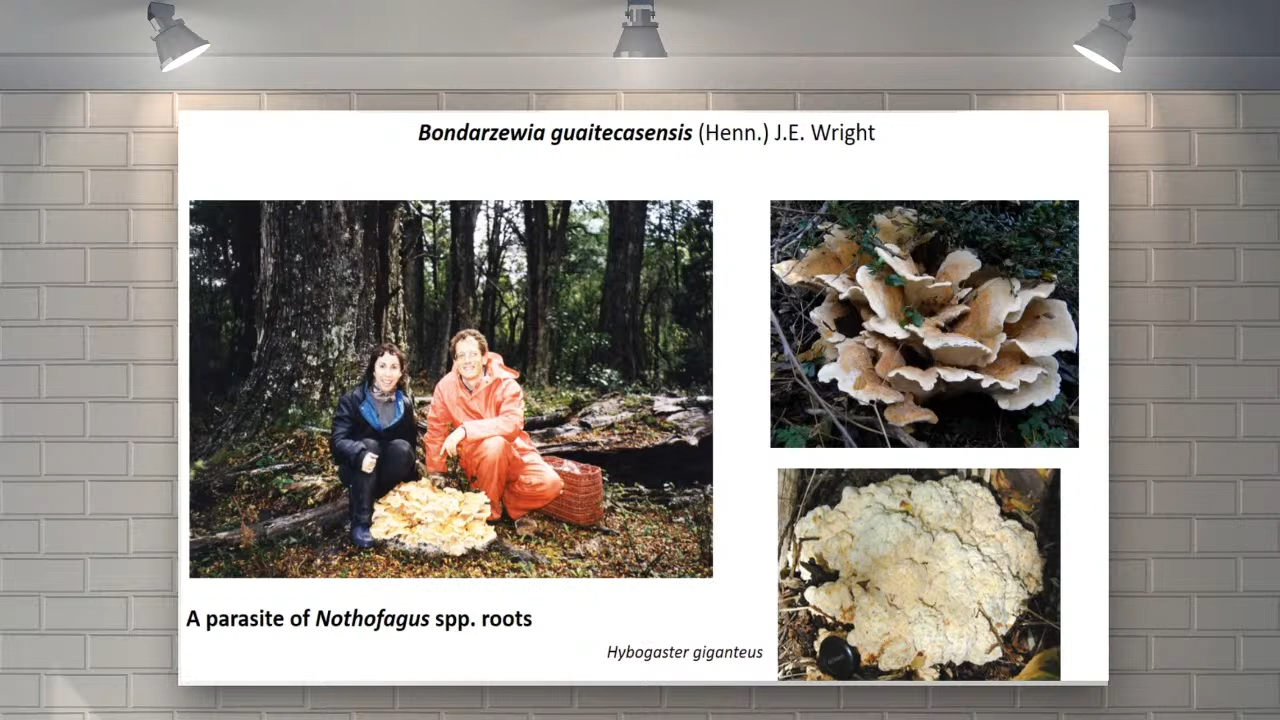 Bondarzewia guaitecasensis (Henn.) J.E. Wright
A parasite of Nothofagus spp. roots
Hybogaster giganteus